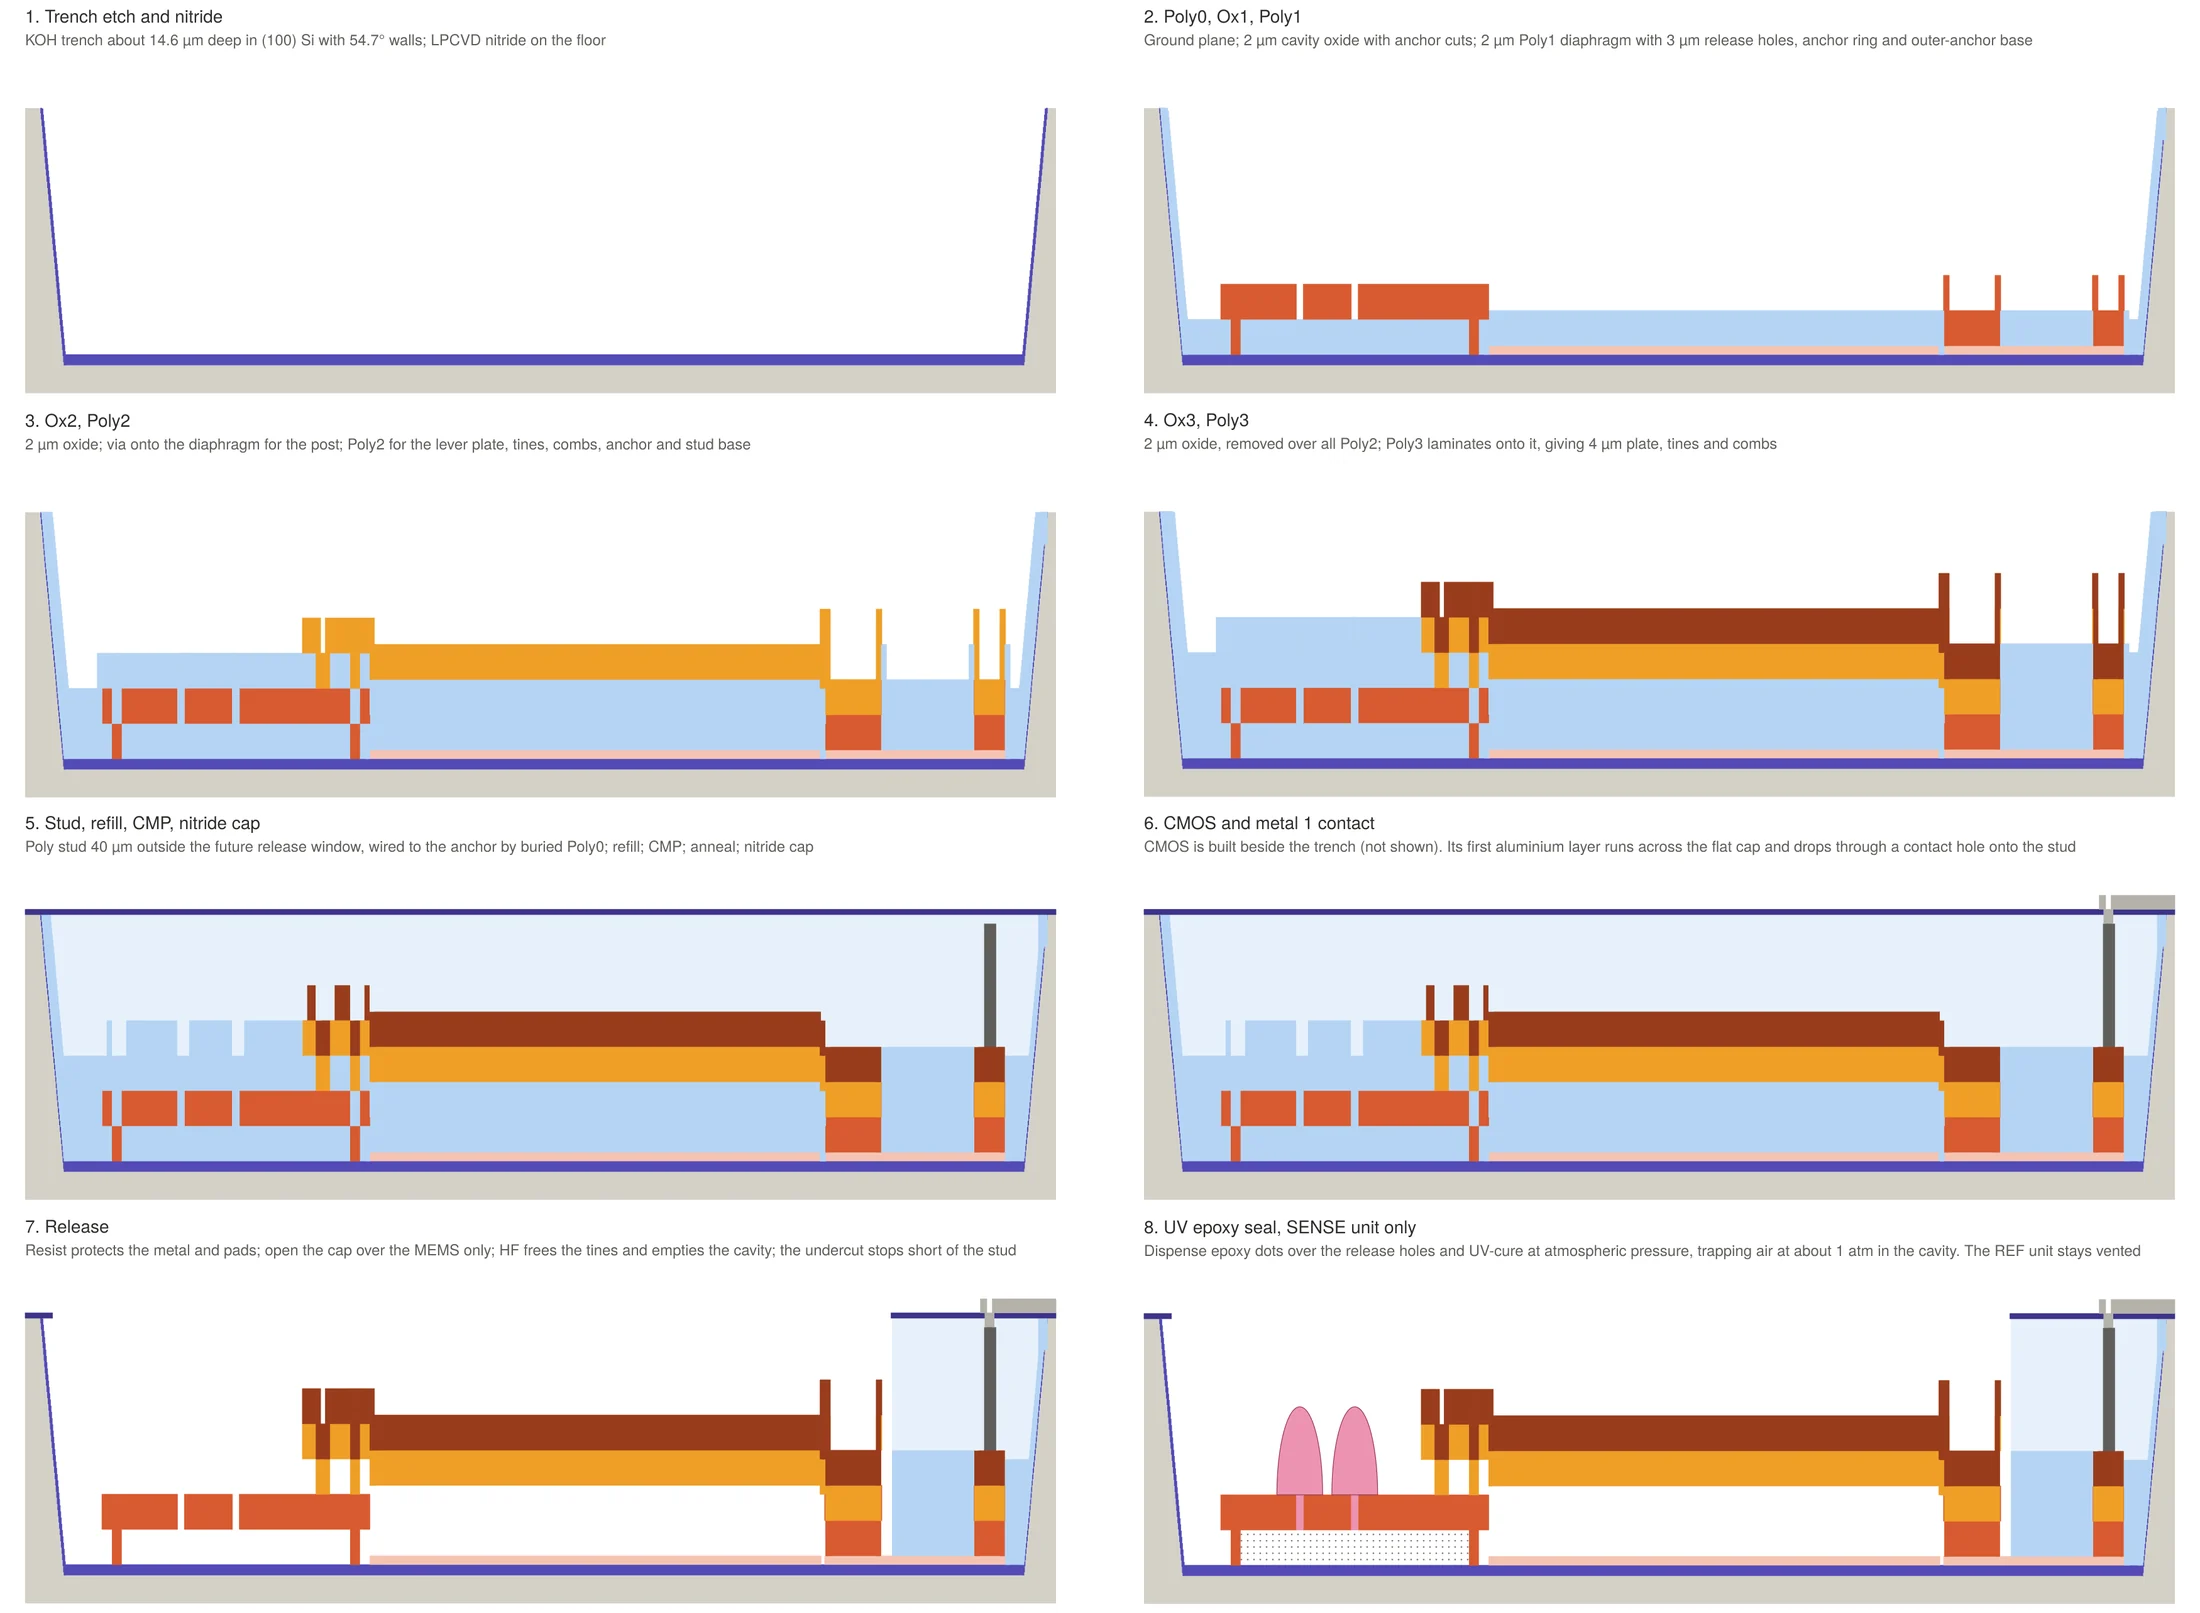 1. Trench etch and nitride
KOH trench about 14.6 µm deep in (100) Si with 54.7° walls; LPCVD nitride on the floor
2. Poly0, Ox1, Poly1
Ground plane; 2 µm cavity oxide with anchor cuts; 2 µm Poly1 diaphragm with 3 µm release holes, anchor ring and outer-anchor base
3. Ox2, Poly2
2 µm oxide; via onto the diaphragm for the post; Poly2 for the lever plate, tines, combs, anchor and stud base
4. Ox3, Poly3
2 µm oxide, removed over all Poly2; Poly3 laminates onto it, giving 4 µm plate, tines and combs
5. Stud, refill, CMP, nitride cap
Poly stud 40 µm outside the future release window, wired to the anchor by buried Poly0; refill; CMP; anneal; nitride cap
6. CMOS and metal 1 contact
CMOS is built beside the trench (not shown). Its first aluminium layer runs across the flat cap and drops through a contact hole onto the stud
7. Release
Resist protects the metal and pads; open the cap over the MEMS only; HF frees the tines and empties the cavity; the undercut stops short of the stud
8. UV epoxy seal, SENSE unit only
Dispense epoxy dots over the release holes and UV-cure at atmospheric pressure, trapping air at about 1 atm in the cavity. The REF unit stays vented